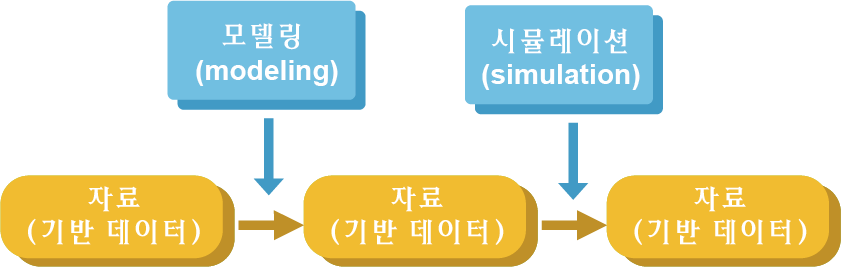 모델링
(modeling)
시뮬레이션
(simulation)
자료
(기반 데이터)
자료
(기반 데이터)
자료
(기반 데이터)